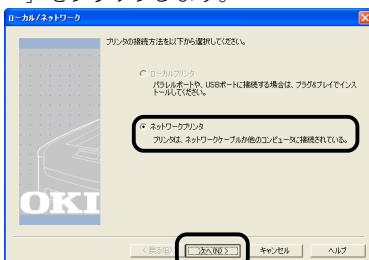 」をクリックします。
ローカル/ネットワーク
プリンタの接続方法を以下から選択してください。
ローカルプリンタ
パラレルポートや、USBポートに接続する場合は、プラグ&プレイでインス
トールしてください。
ネットワークプリンタ
プリンタは、ネットワークケーブルか他のコンピュータに接続されている。
OKI
< 戻る(B) 次へ(N) > キャンセル ヘルプ